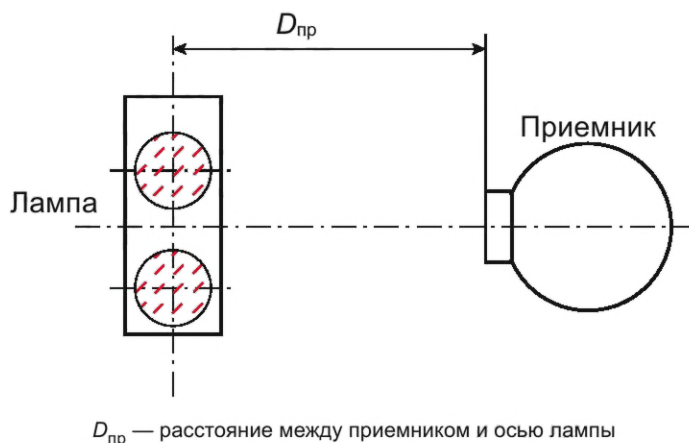 Dпр
Приемник
Лампа
Dпр — расстояние между приемником и осью лампы